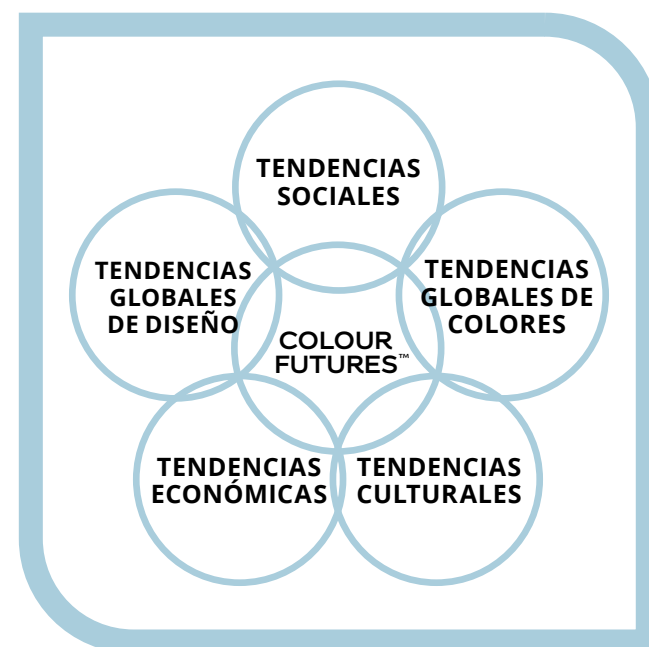 TENDENCIAS
SOCIALES
TENDENCIAS
GLOBALES
DE DISEÑO
TENDENCIAS
GLOBALES DE
COLORES
COLOUR
FUTURES™
TENDENCIAS
ECONÓMICAS
TENDENCIAS
CULTURALES